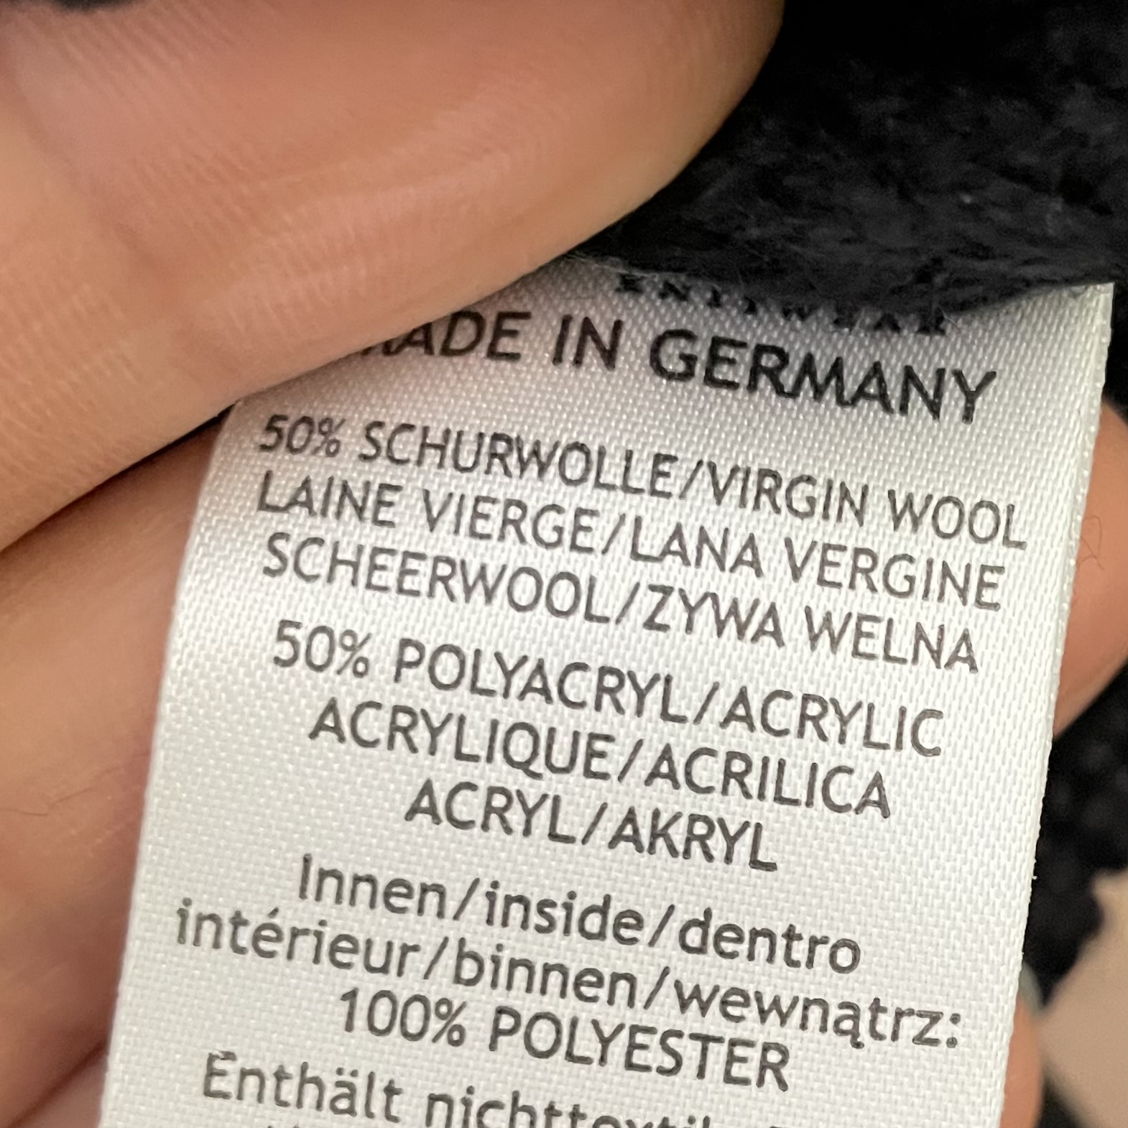 KNITWEAR
MADE IN GERMANY
50% SCHURWOLLE/VIRGIN WOOL
LAINE VIERGE/LANA VERGINE
SCHEERWOOL/ZYWA WELNA
50% POLYACRYL/ACRYLIC
ACRYLIQUE/ACRILICA
ACRYL/AKRYL
Innen/inside/dentro
intérieur/binnen/wewnątrz:
100% POLYESTER
Enthält